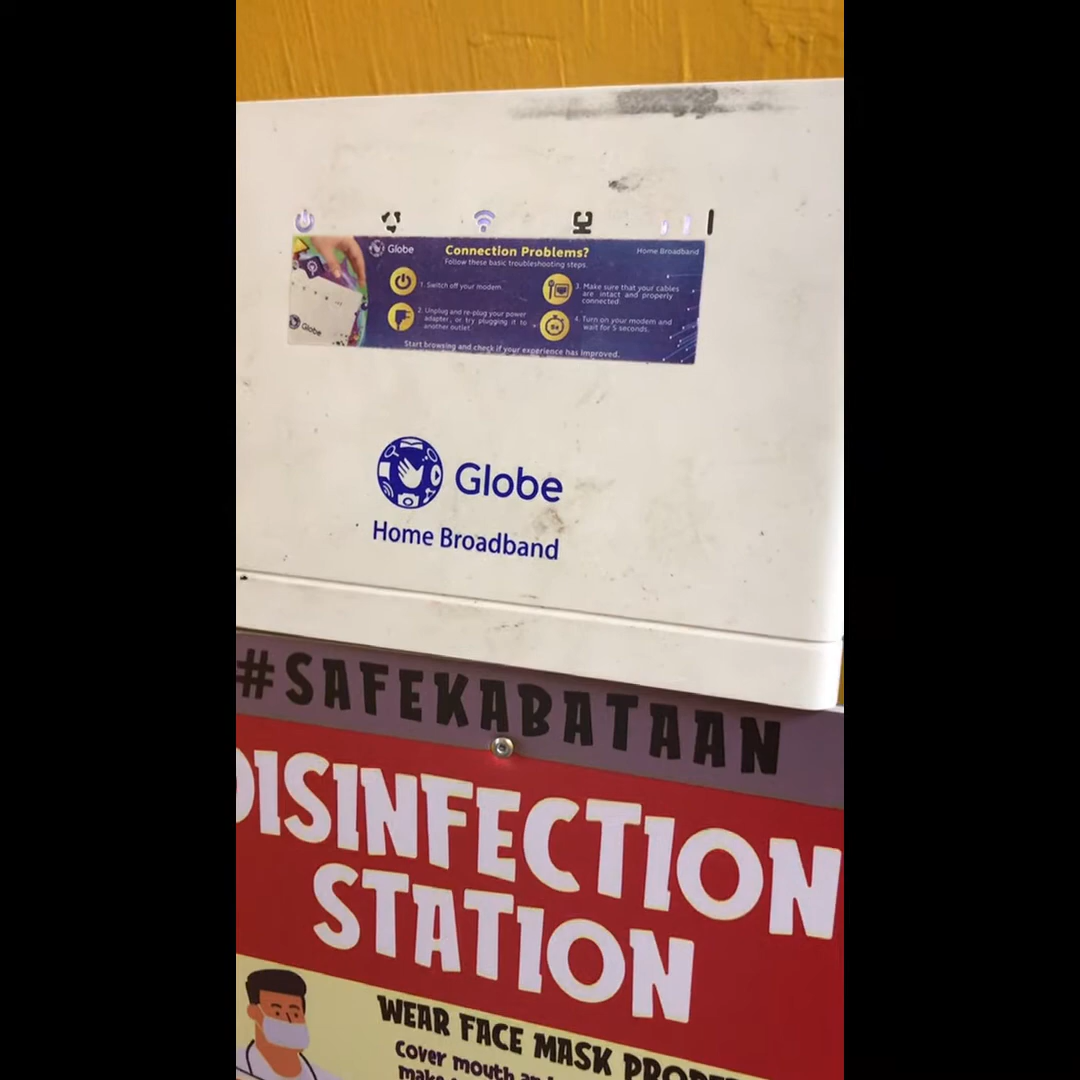 Globe
Connection Problems?
Home Broadband
Follow these basic troubleshooting steps.
1. Switch off your modem.
2. Unplug and re-plug your power
adapter, or try plugging it to
another outlet.
3. Make sure that your cables
are intact and properly
connected.
5s
4. Turn on your modem and
wait for 5 seconds.
Globe
Start browsing and check if your experience has improved.
Globe
Home Broadband
#SAFEKABATAAN
DISINFECTION
STATION
WEAR FACE MASK
Cover mouth
make